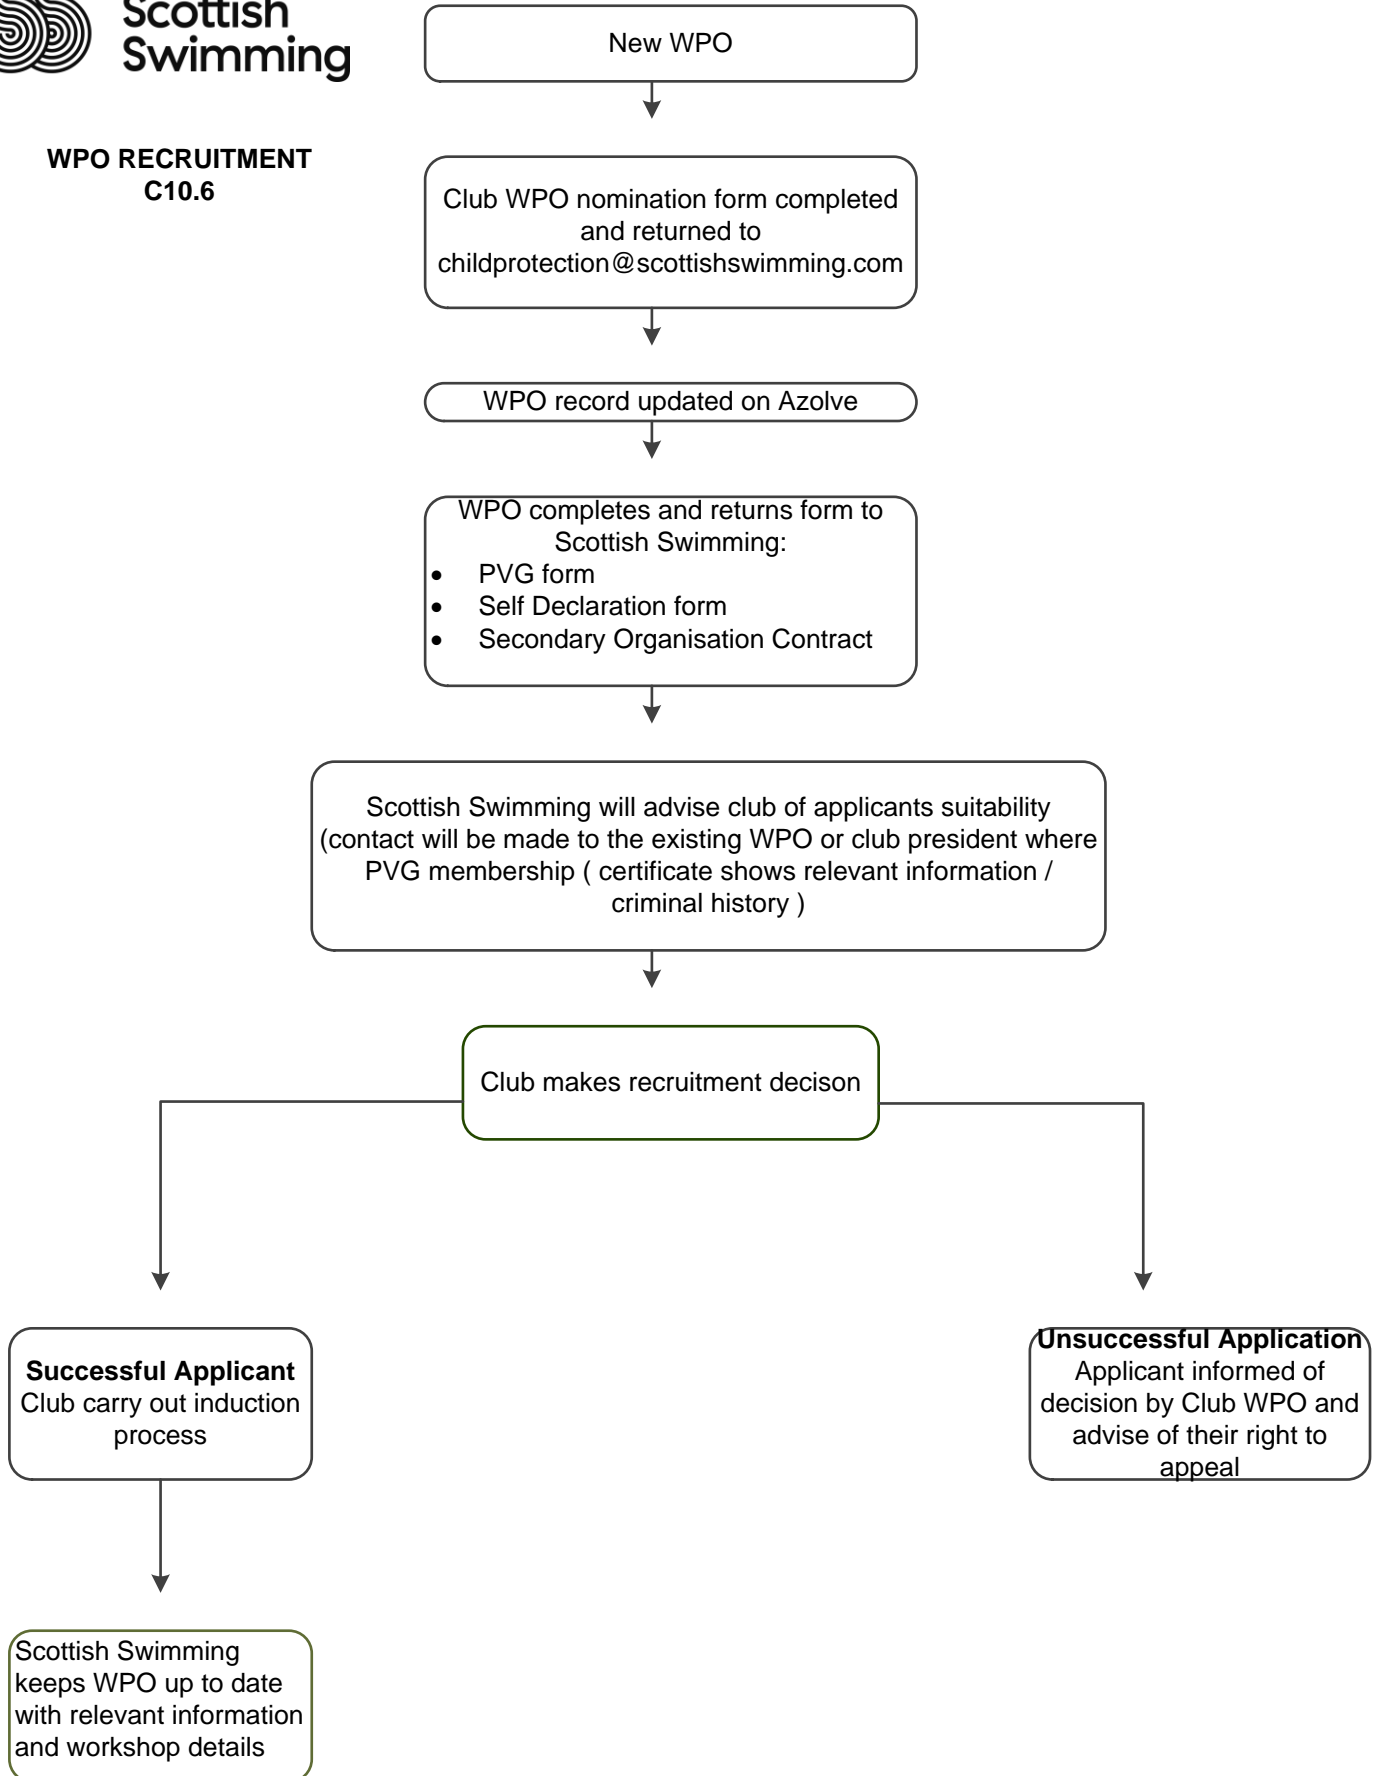 Scottish
Swimming
WPO RECRUITMENT
C10.6
New WPO
Club WPO nomination form completed
and returned to
childprotection@scottishswimming.com
WPO record updated on Azolve
WPO completes and returns form to
Scottish Swimming:
• PVG form
• Self Declaration form
• Secondary Organisation Contract
Scottish Swimming will advise club of applicants suitability
(contact will be made to the existing WPO or club president where
PVG membership ( certificate shows relevant information /
criminal history )
Club makes recruitment decison
Successful Applicant
Club carry out induction
process
Unsuccessful Application
Applicant informed of
decision by Club WPO and
advise of their right to
appeal
Scottish Swimming
keeps WPO up to date
with relevant information
and workshop details